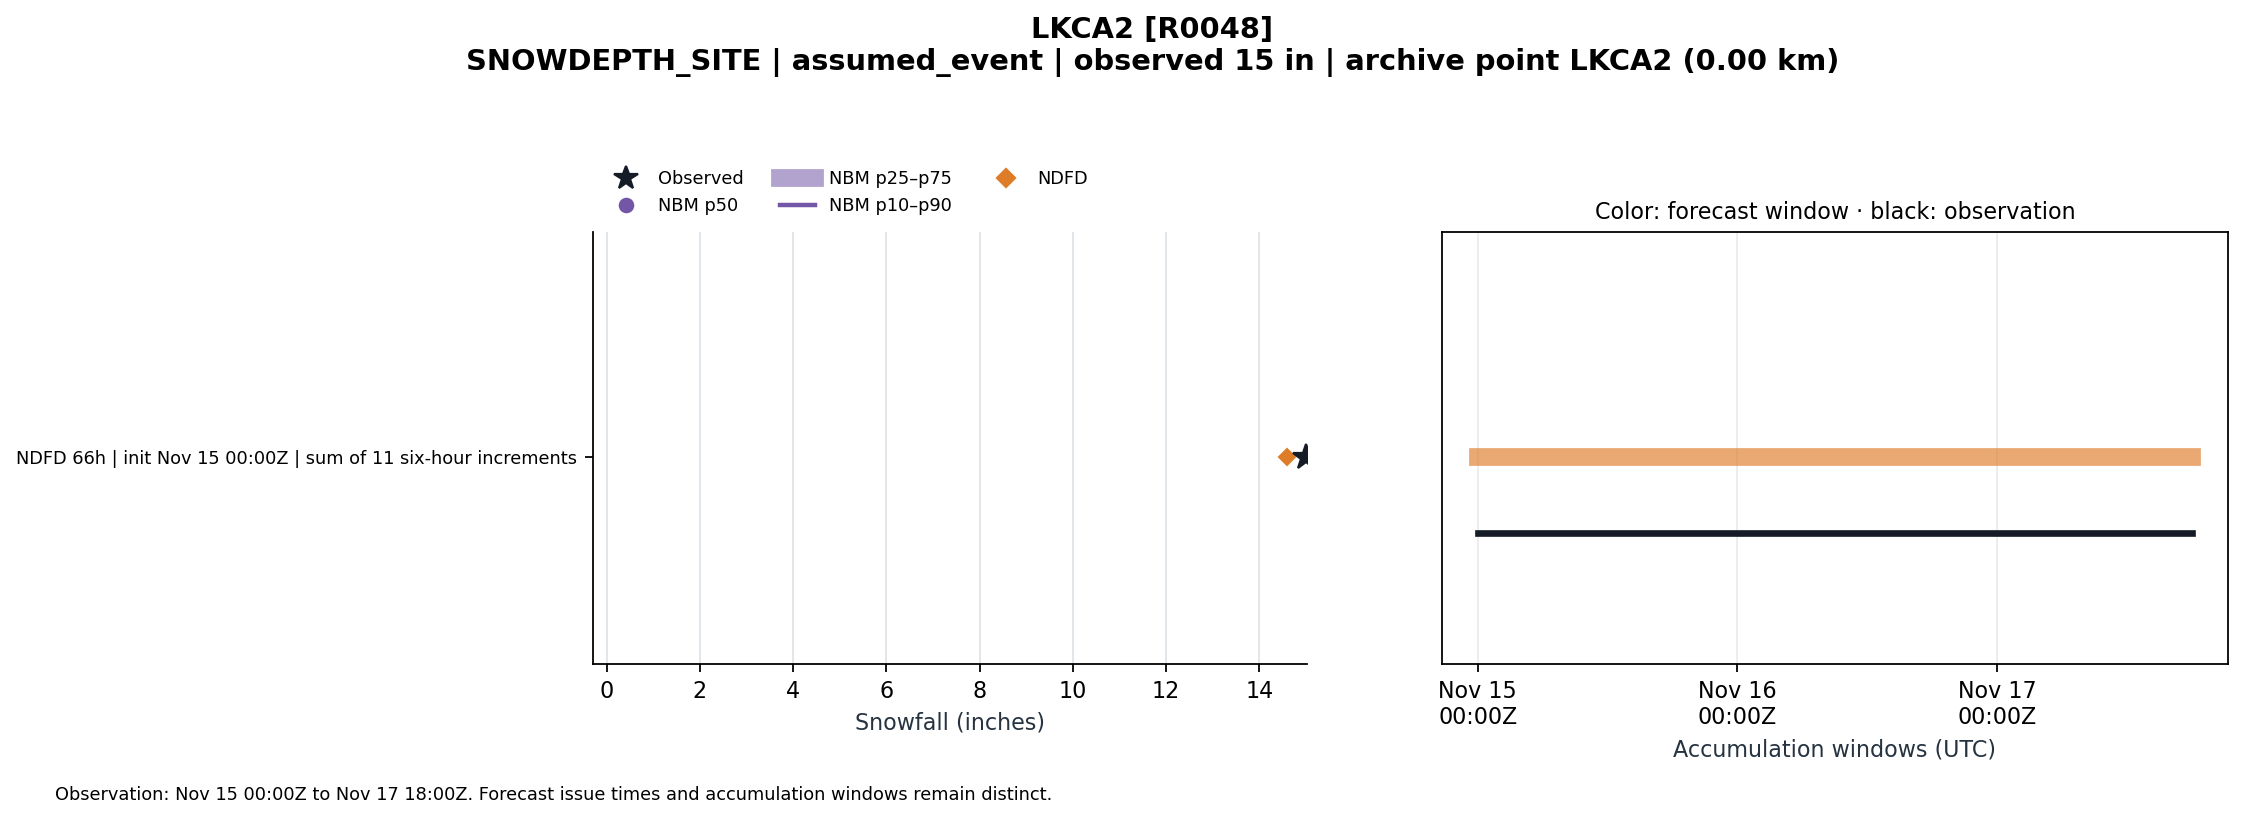 LKCA2 [R0048]
SNOWDEPTH_SITE | assumed_event | observed 15 in | archive point LKCA2 (0.00 km)
Observed
NBM p50
NBM p25–p75
NBM p10–p90
NDFD
NDFD 66h | init Nov 15 00:00Z | sum of 11 six-hour increments
0 2 4 6 8 10 12 14
Snowfall (inches)
Color: forecast window · black: observation
Nov 15 Nov 16 Nov 17
00:00Z 00:00Z 00:00Z
Accumulation windows (UTC)
Observation: Nov 15 00:00Z to Nov 17 18:00Z. Forecast issue times and accumulation windows remain distinct.